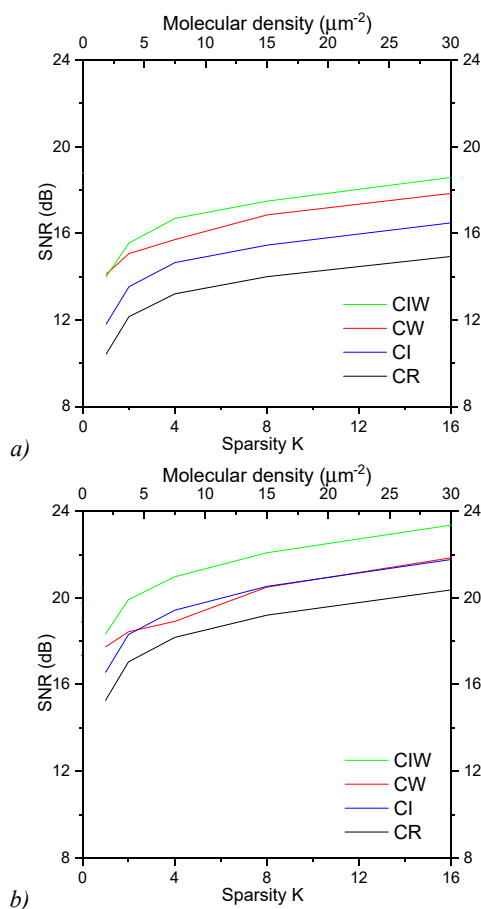 Molecular density (μm-2)
0 5 10 15 20 25 30
24 24
20 20
16 16
12 12
8 8
SNR (dB)
CIW
CW
CI
CR
0 4 8 12 16
Sparsity K
a)
Molecular density (μm-2)
0 5 10 15 20 25 30
24 24
20 20
16 16
12 12
8 8
SNR (dB)
CIW
CW
CI
CR
0 4 8 12 16
Sparsity K
b)